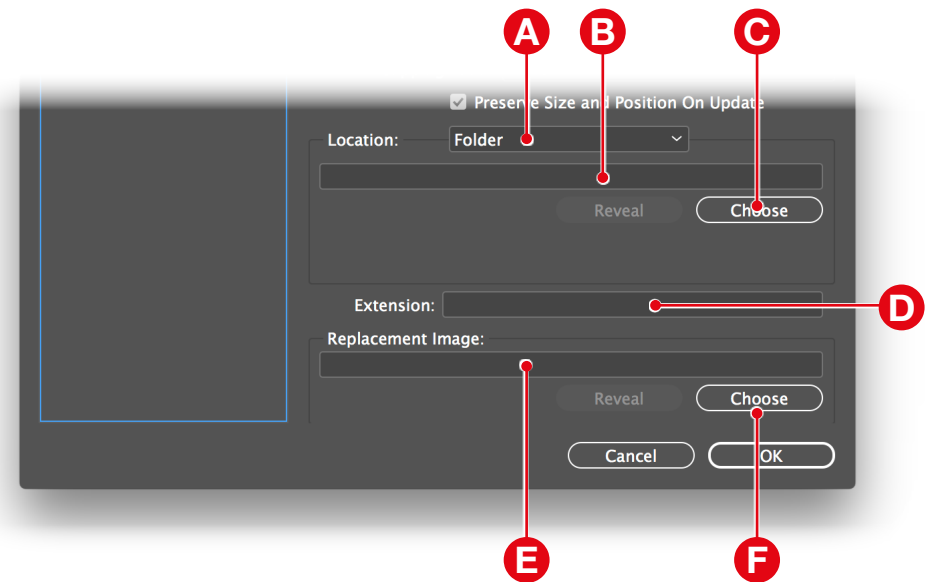 A B C
Preserve Size and Position On Update
Location: Folder
Reveal Choose
Extension:
D
Replacement Image:
Reveal Choose
Cancel OK
E F